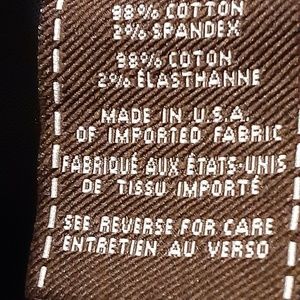 98% COTTON
2% SPANDEX
98% COTON
2% ÉLASTHANNE
MADE IN U.S.A.
OF IMPORTED FABRIC
FABRIQUÉ AUX ÉTATS-UNIS
DE TISSU IMPORTÉ
SEE REVERSE FOR CARE
ENTRETIEN AU VERSO